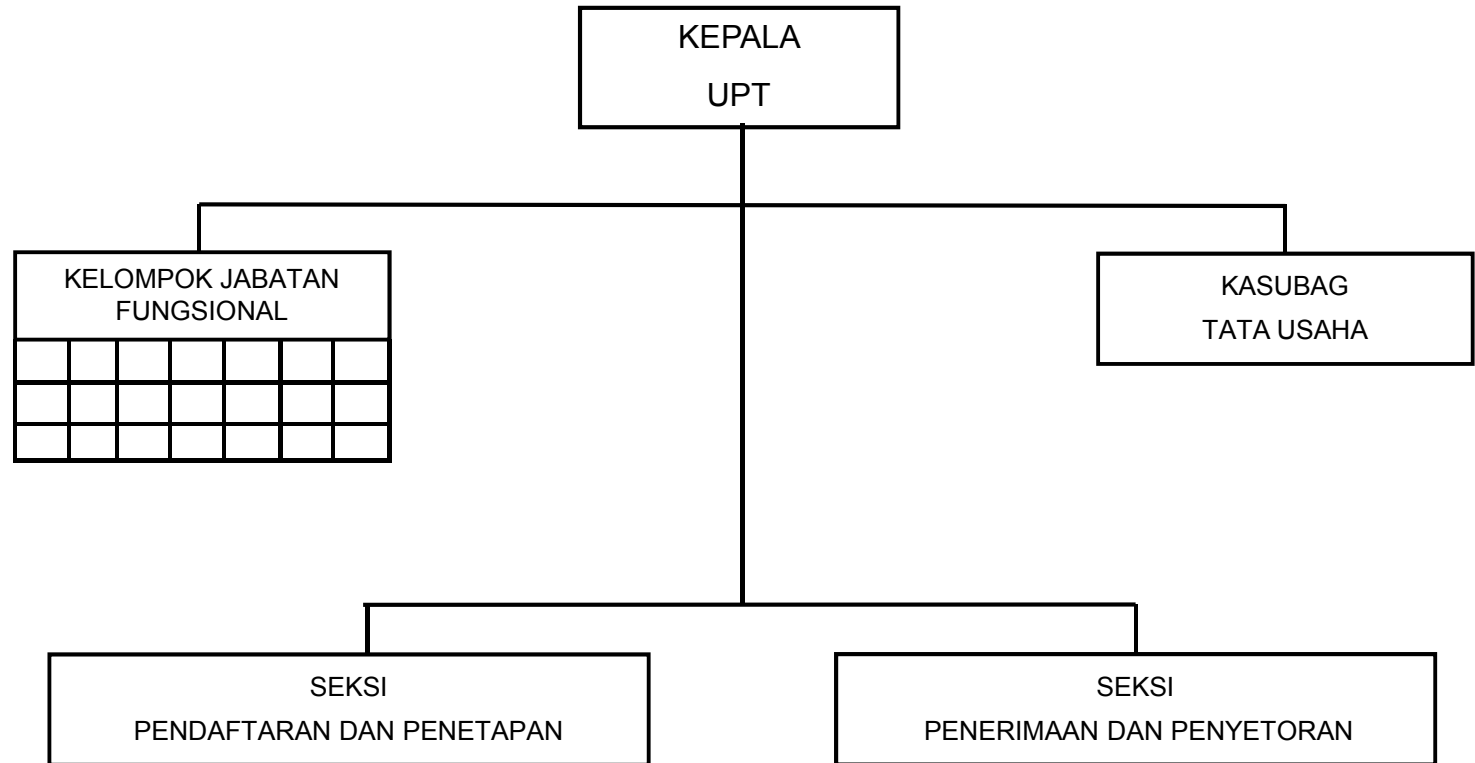 KEPALA
UPT
KELOMPOK JABATAN
FUNGSIONAL
KASUBAG
TATA USAHA
SEKSI
PENDAFTARAN DAN PENETAPAN
SEKSI
PENERIMAAN DAN PENYETORAN